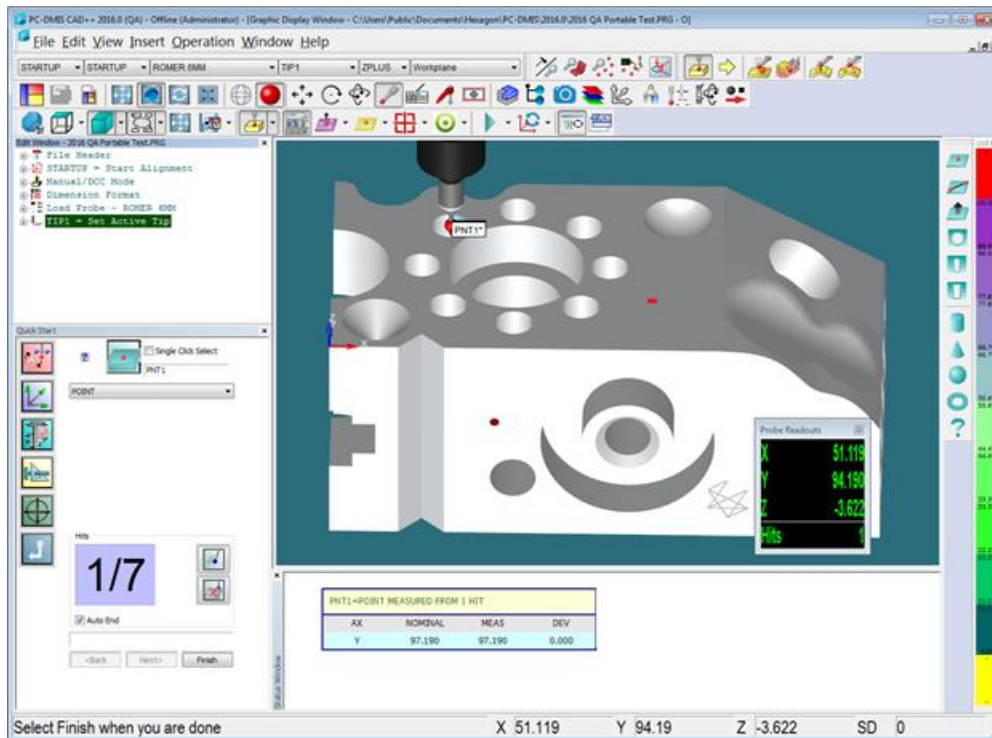 PC-DMIS CAD++ 2016.0 (QA) - Offline (Administrator) - [Graphic Display Window - C:\Users\Public\Documents\Hexagon\PC-DMIS\2016.0\2016 QA Portable Test.PRG - O]
File Edit View Insert Operation Window Help
STARTUP STARTUP ROMER 6MM TIP1 ZPLUS Workplane
Edit Window - 2016 QA Portable Test.PRG
File Header
STARTUP = Start Alignment
Manual/DCC Mode
Dimension Format
Load Probe - ROMER 6MM
TIP1 = Set Active Tip
PNT1*
Quick Start
Single Click Select
PNT1
POINT
Probe Readouts
X 51.119
Y 94.190
Z -3.622
Hits 1
Hits
1/7
Auto End
<Back Next> Finish
Status Window
PNT1=POINT MEASURED FROM 1 HIT
AX NOMINAL MEAS DEV
Y 97.190 97.190 0.000
Select Finish when you are done X 51.119 Y 94.19 Z -3.622 SD 0